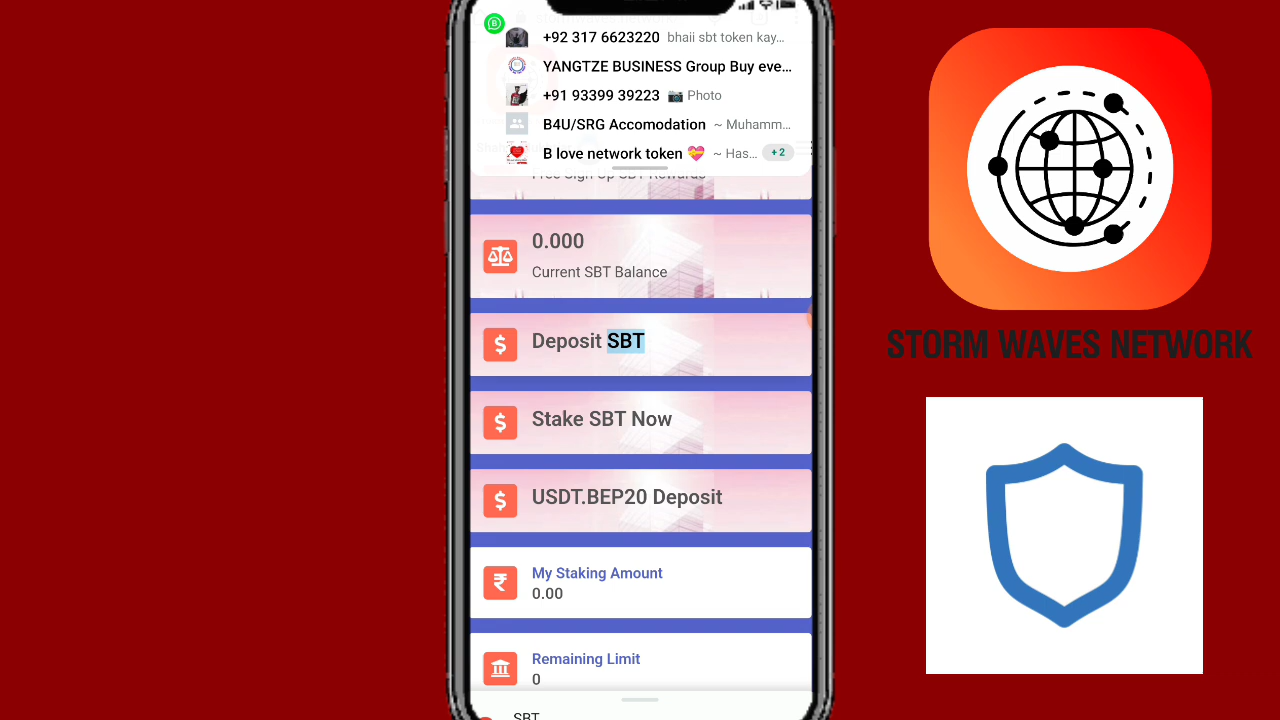 +92 317 6623220 bhaii sbt token kay...
YANGTZE BUSINESS Group Buy eve...
+91 93399 39223 📷 Photo
B4U/SRG Accomodation ~ Muhamm...
B love network token 💝 ~ Has... +2
Free Sign Up SBT Rewards
0.000
Current SBT Balance
Deposit SBT
Stake SBT Now
USDT.BEP20 Deposit
My Staking Amount
0.00
Remaining Limit
0
SBT
STORM WAVES NETWORK